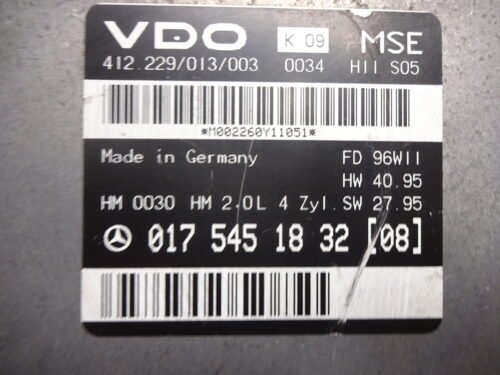 VDO K 09 MSE
412.229/013/003 0034 H11 S05
*M002260Y11051*
Made in Germany FD 96W11
HW 40.95
HM 0030 HM 2.0L 4 Zyl. SW 27.95
017 545 18 32 [08]